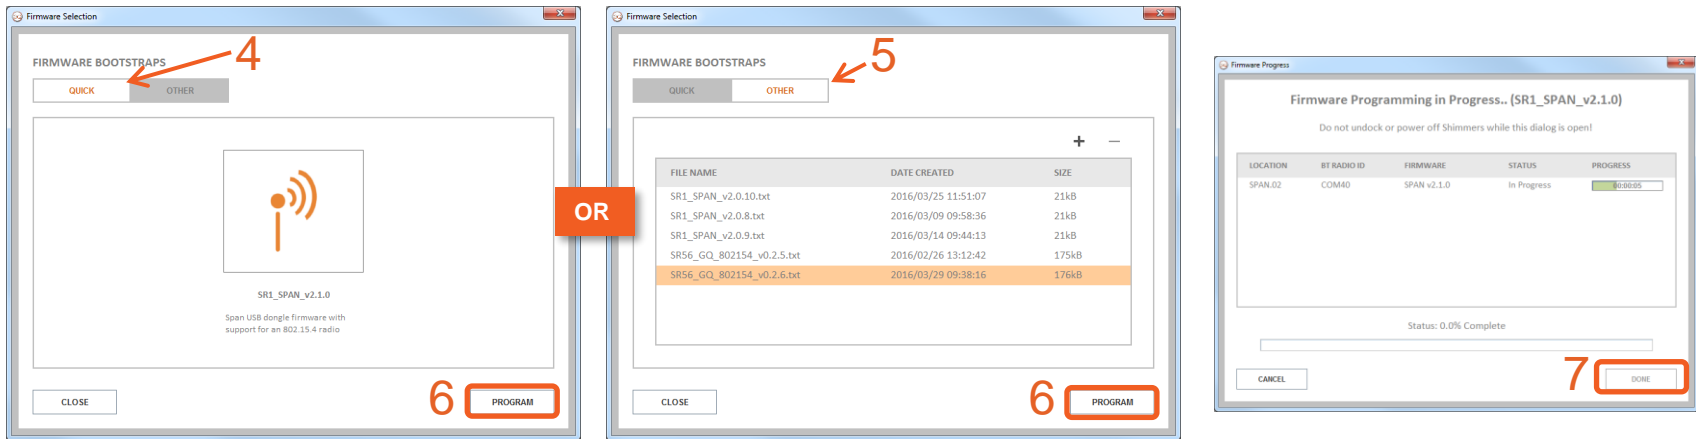 Firmware Selection
FIRMWARE BOOTSTRAPS
4
QUICK OTHER
SR1_SPAN_v2.1.0
Span USB dongle firmware with
support for an 802.15.4 radio
CLOSE
6
PROGRAM
OR
Firmware Selection
FIRMWARE BOOTSTRAPS
5
QUICK OTHER
+ −
FILE NAME DATE CREATED SIZE
SR1_SPAN_v2.0.10.txt 2016/03/25 11:51:07 21kB
SR1_SPAN_v2.0.8.txt 2016/03/09 09:58:36 21kB
SR1_SPAN_v2.0.9.txt 2016/03/14 09:44:13 21kB
SR56_GQ_802154_v0.2.5.txt 2016/02/26 13:12:42 175kB
SR56_GQ_802154_v0.2.6.txt 2016/03/29 09:38:16 176kB
CLOSE
6
PROGRAM
Firmware Progress
Firmware Programming in Progress.. (SR1_SPAN_v2.1.0)
Do not undock or power off Shimmers while this dialog is open!
LOCATION BT RADIO ID FIRMWARE STATUS PROGRESS
SPAN.02 COM40 SPAN v2.1.0 In Progress 00:00:05
Status: 0.0% Complete
CANCEL
7
DONE